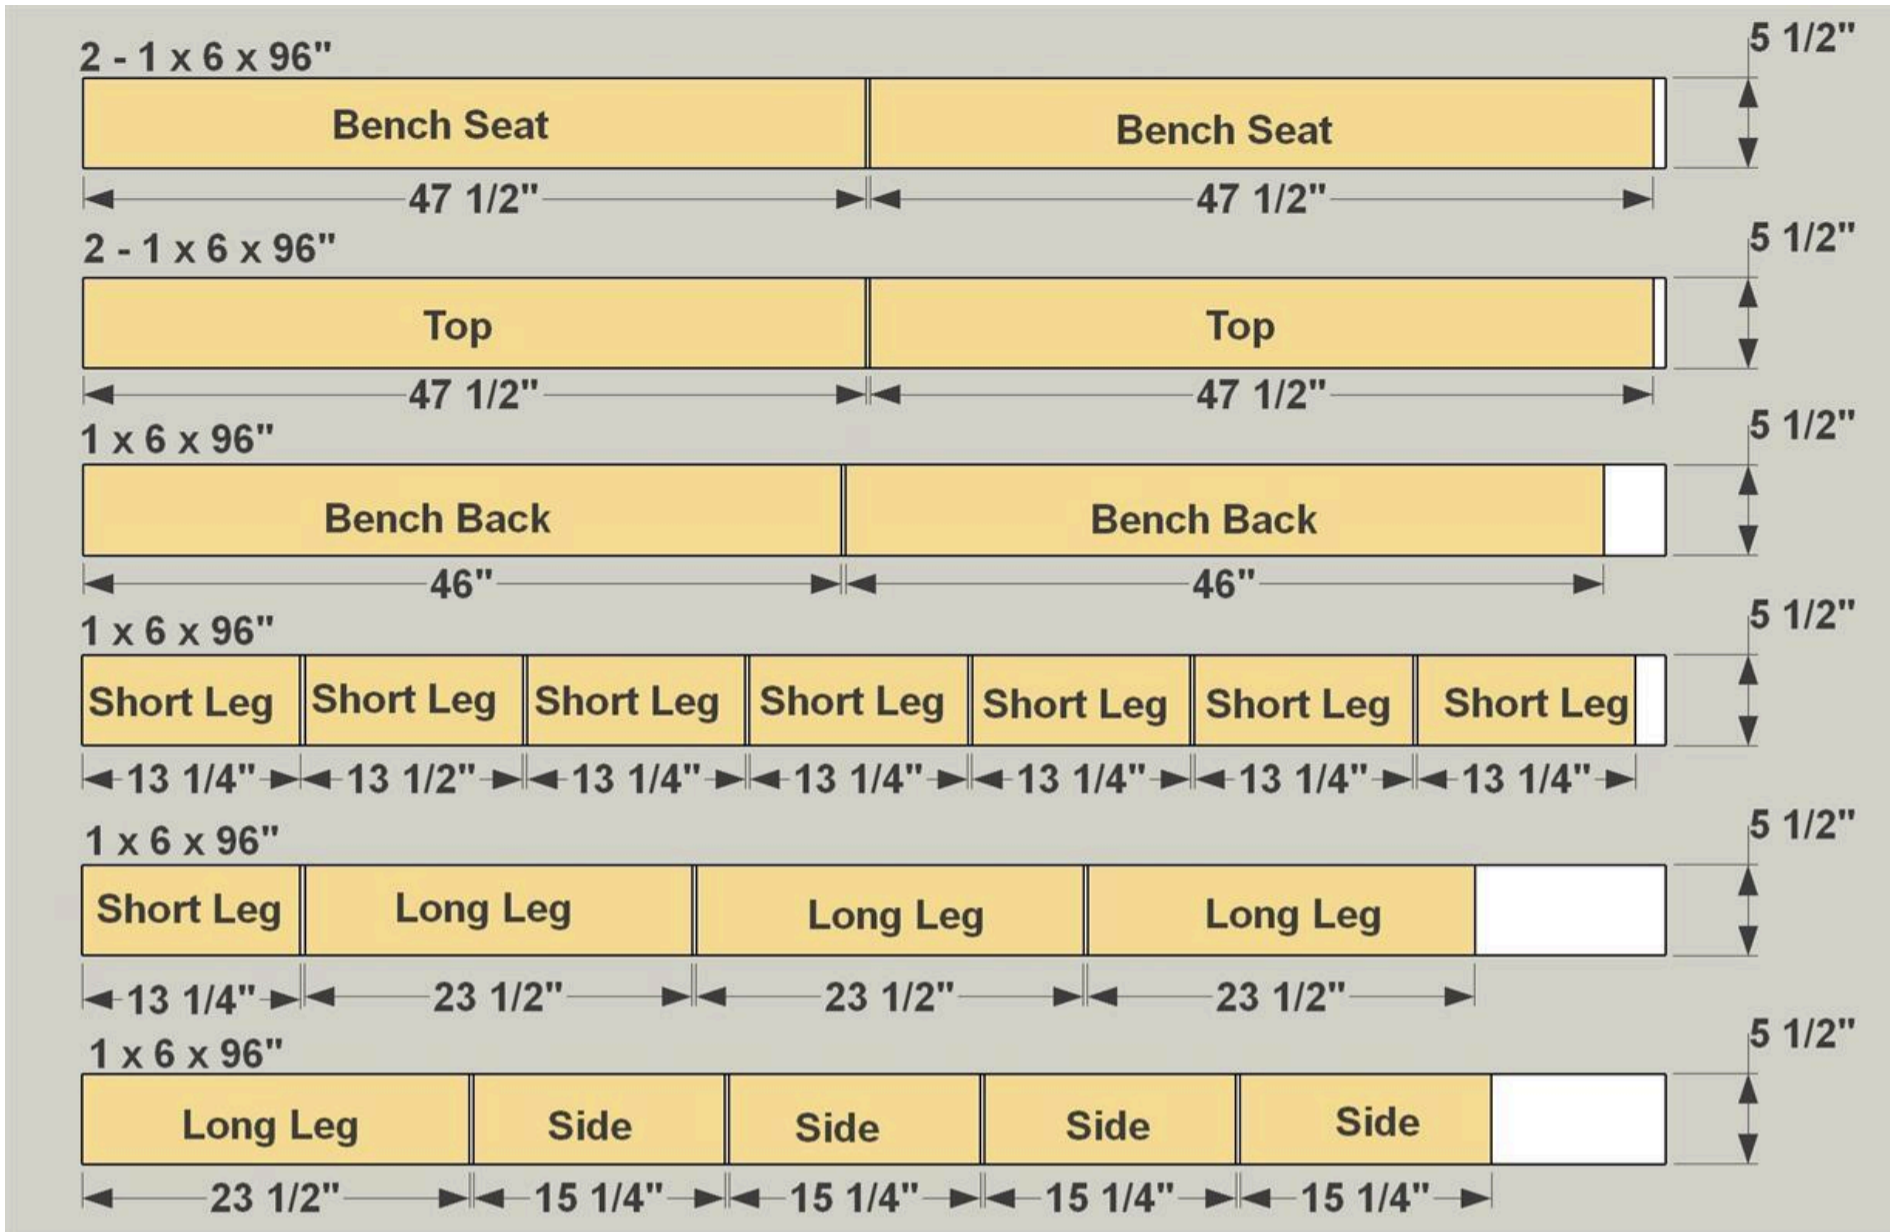 5 1/2"
2 - 1 x 6 x 96"
Bench Seat Bench Seat
47 1/2" 47 1/2"
5 1/2"
2 - 1 x 6 x 96"
Top Top
47 1/2" 47 1/2"
5 1/2"
1 x 6 x 96"
Bench Back Bench Back
46" 46"
5 1/2"
1 x 6 x 96"
Short Leg Short Leg Short Leg Short Leg Short Leg Short Leg Short Leg
13 1/4" 13 1/2" 13 1/4" 13 1/4" 13 1/4" 13 1/4" 13 1/4"
5 1/2"
1 x 6 x 96"
Short Leg Long Leg Long Leg Long Leg
13 1/4" 23 1/2" 23 1/2" 23 1/2"
5 1/2"
1 x 6 x 96"
Long Leg Side Side Side Side
23 1/2" 15 1/4" 15 1/4" 15 1/4" 15 1/4"